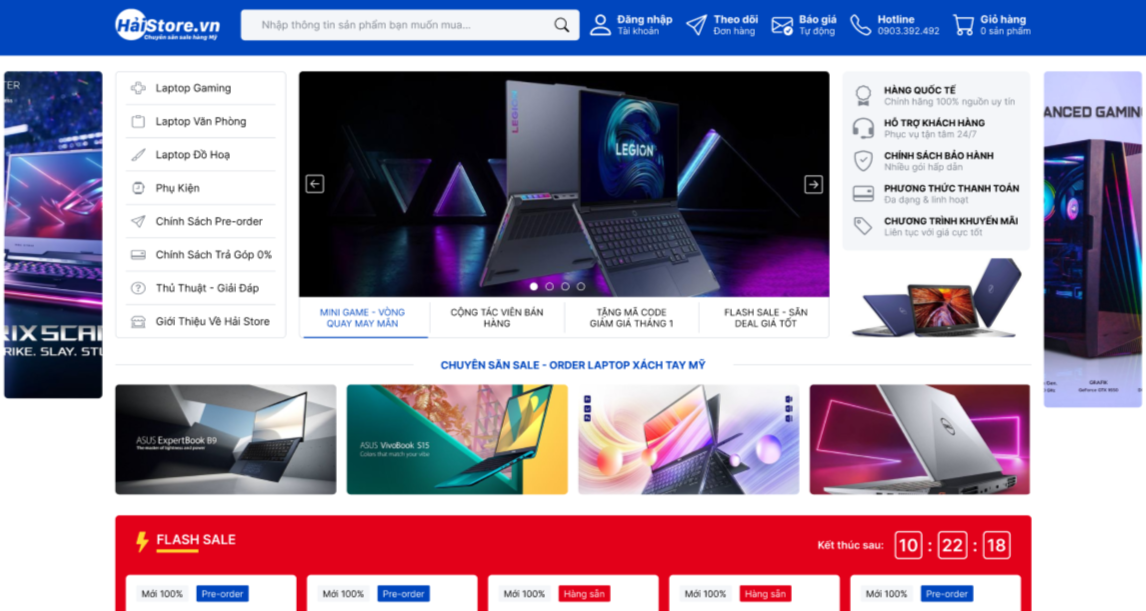 HảiStore.vn
Chuyên săn sale hàng Mỹ
Nhập thông tin sản phẩm bạn muốn mua...
Đăng nhập
Tài khoản
Theo dõi
Đơn hàng
Báo giá
Tự động
Hotline
0903.392.492
Giỏ hàng
0 sản phẩm
Laptop Gaming
Laptop Văn Phòng
Laptop Đồ Hoạ
Phụ Kiện
Chính Sách Pre-order
Chính Sách Trả Góp 0%
Thủ Thuật - Giải Đáp
Giới Thiệu Về Hải Store
LEGION
LEGION
MINI GAME - VÒNG
QUAY MAY MẮN
CỘNG TÁC VIÊN BÁN
HÀNG
TẶNG MÃ CODE
GIẢM GIÁ THÁNG 1
FLASH SALE - SĂN
DEAL GIÁ TỐT
HÀNG QUỐC TẾ
Chính hãng 100% nguồn uy tín
HỖ TRỢ KHÁCH HÀNG
Phục vụ tận tâm 24/7
CHÍNH SÁCH BẢO HÀNH
Nhiều gói hấp dẫn
PHƯƠNG THỨC THANH TOÁN
Đa dạng & linh hoạt
CHƯƠNG TRÌNH KHUYẾN MÃI
Liên tục với giá cực tốt
ANCED GAMIN
GRAFIK
RIX SCAI
RIKE. SLAY. STU
CHUYÊN SĂN SALE - ORDER LAPTOP XÁCH TAY MỸ
ASUS ExpertBook B9
The leader of lightness and power
ASUS VivoBook S15
Colors that match your vibe
DELL
FLASH SALE
Kết thúc sau: 10 : 22 : 18
Mới 100% Pre-order
Mới 100% Pre-order
Mới 100% Hàng sẵn
Mới 100% Hàng sẵn
Mới 100% Pre-order